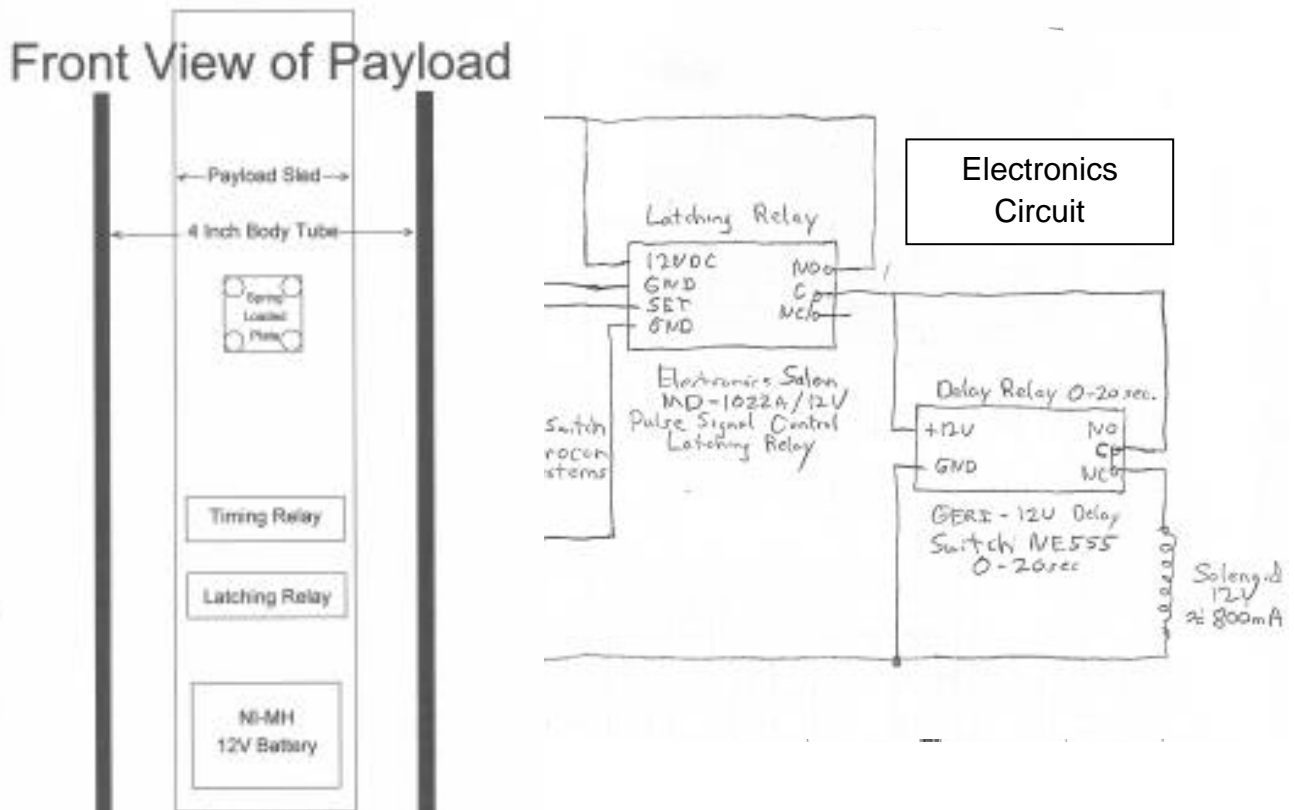 Front View of Payload
Payload Sled
4 Inch Body Tube
Spring
Loaded
Plate
Timing Relay
Latching Relay
NI-MH
12V Battery
Electronics
Circuit
Latching Relay
12VDC
GND
SET
GND
NO
C
NC
Electronics Salon
MD-1022A/12V
Pulse Signal Control
Latching Relay
Switch
Delay Relay 0-20 sec.
+12V
GND
NO
C
NC
GERI-12V Delay
Switch NE555
0-20sec
Solenoid
12V
≈ 800mA